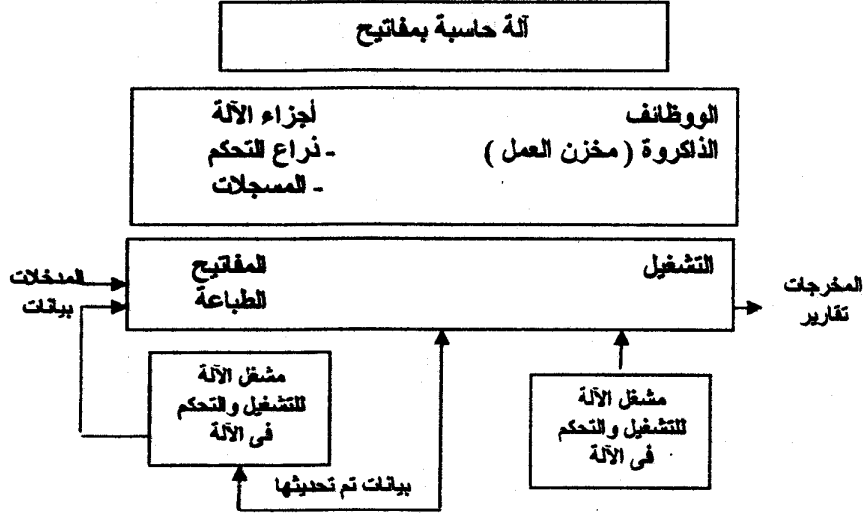 آلة حاسبة بمفاتيح
الووظائف أجزاء الآلة
الذاكروة ( مخزن العمل ) - ذراع التحكم
- المسجلات
التشغيل المفاتيح
الطباعة
المدخلات
بيانات
المخرجات
تقارير
مشغل الآلة
للتشغيل والتحكم
فى الآلة
مشغل الآلة
للتشغيل والتحكم
فى الآلة
بيانات تم تحديثها